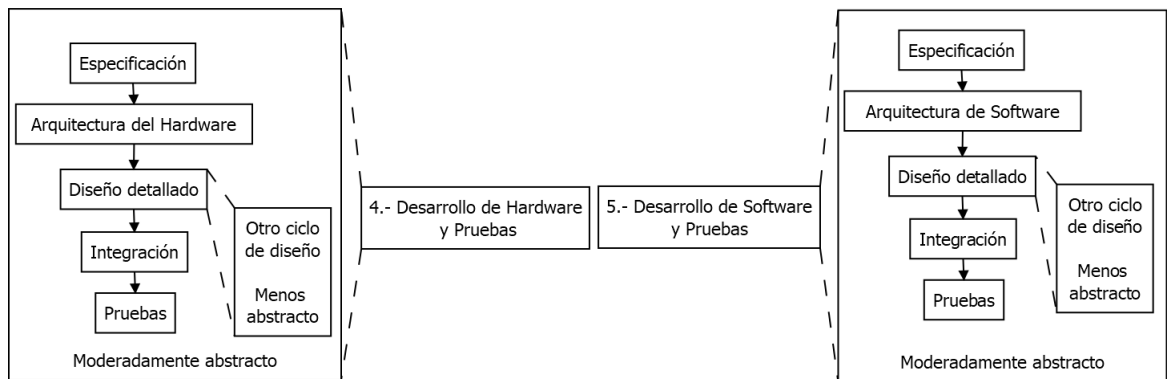 Especificación
Arquitectura del Hardware
Diseño detallado
Otro ciclo
de diseño
Menos
abstracto
Integración
Pruebas
Moderadamente abstracto
4.- Desarrollo de Hardware
y Pruebas
5.- Desarrollo de Software
y Pruebas
Especificación
Arquitectura de Software
Diseño detallado
Otro ciclo
de diseño
Menos
abstracto
Integración
Pruebas
Moderadamente abstracto